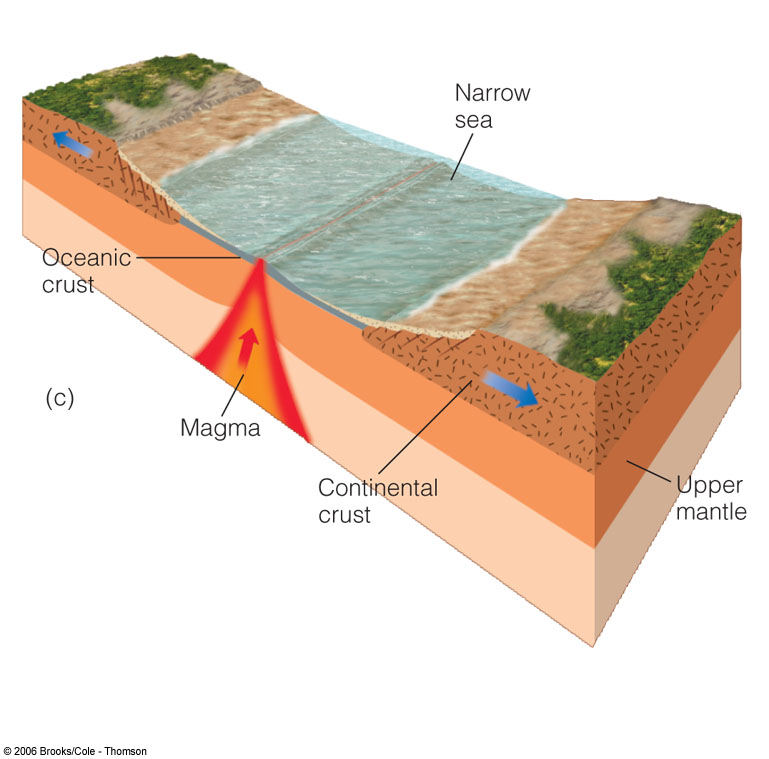 Narrow
sea
Oceanic
crust
(c)
Magma
Continental
crust
Upper
mantle
© 2006 Brooks/Cole - Thomson